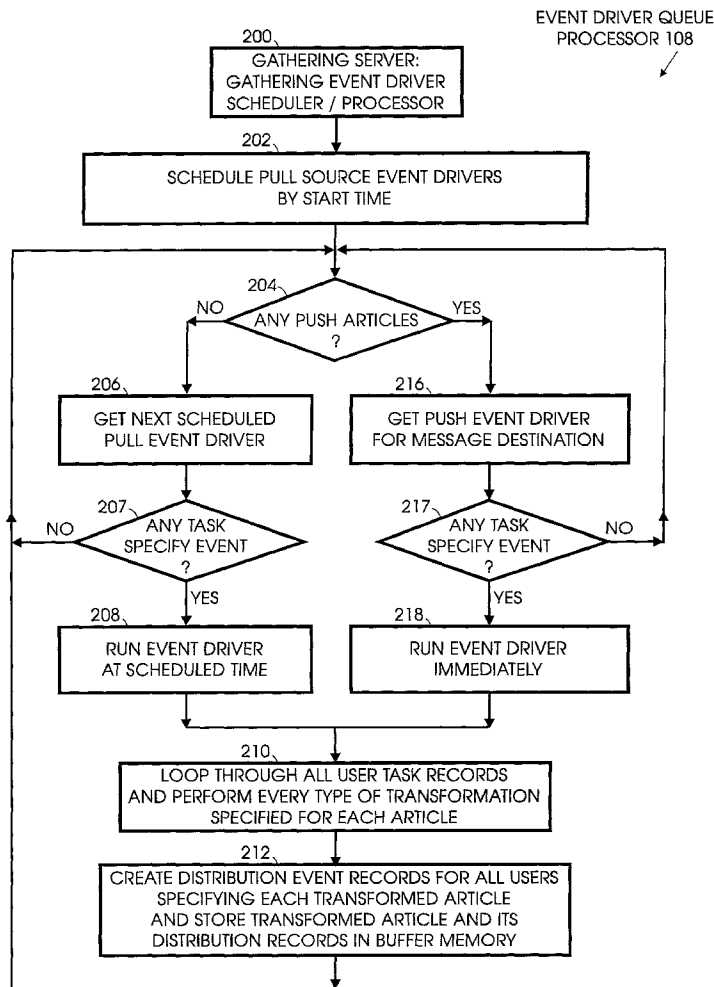 EVENT DRIVER QUEUE
PROCESSOR 108
200
GATHERING SERVER:
GATHERING EVENT DRIVER
SCHEDULER / PROCESSOR
202
SCHEDULE PULL SOURCE EVENT DRIVERS
BY START TIME
204
NO
YES
ANY PUSH ARTICLES
?
206
GET NEXT SCHEDULED
PULL EVENT DRIVER
216
GET PUSH EVENT DRIVER
FOR MESSAGE DESTINATION
207
NO
ANY TASK
SPECIFY EVENT
?
YES
217
ANY TASK
SPECIFY EVENT
?
NO
YES
208
RUN EVENT DRIVER
AT SCHEDULED TIME
218
RUN EVENT DRIVER
IMMEDIATELY
210
LOOP THROUGH ALL USER TASK RECORDS
AND PERFORM EVERY TYPE OF TRANSFORMATION
SPECIFIED FOR EACH ARTICLE
212
CREATE DISTRIBUTION EVENT RECORDS FOR ALL USERS
SPECIFYING EACH TRANSFORMED ARTICLE
AND STORE TRANSFORMED ARTICLE AND ITS
DISTRIBUTION RECORDS IN BUFFER MEMORY